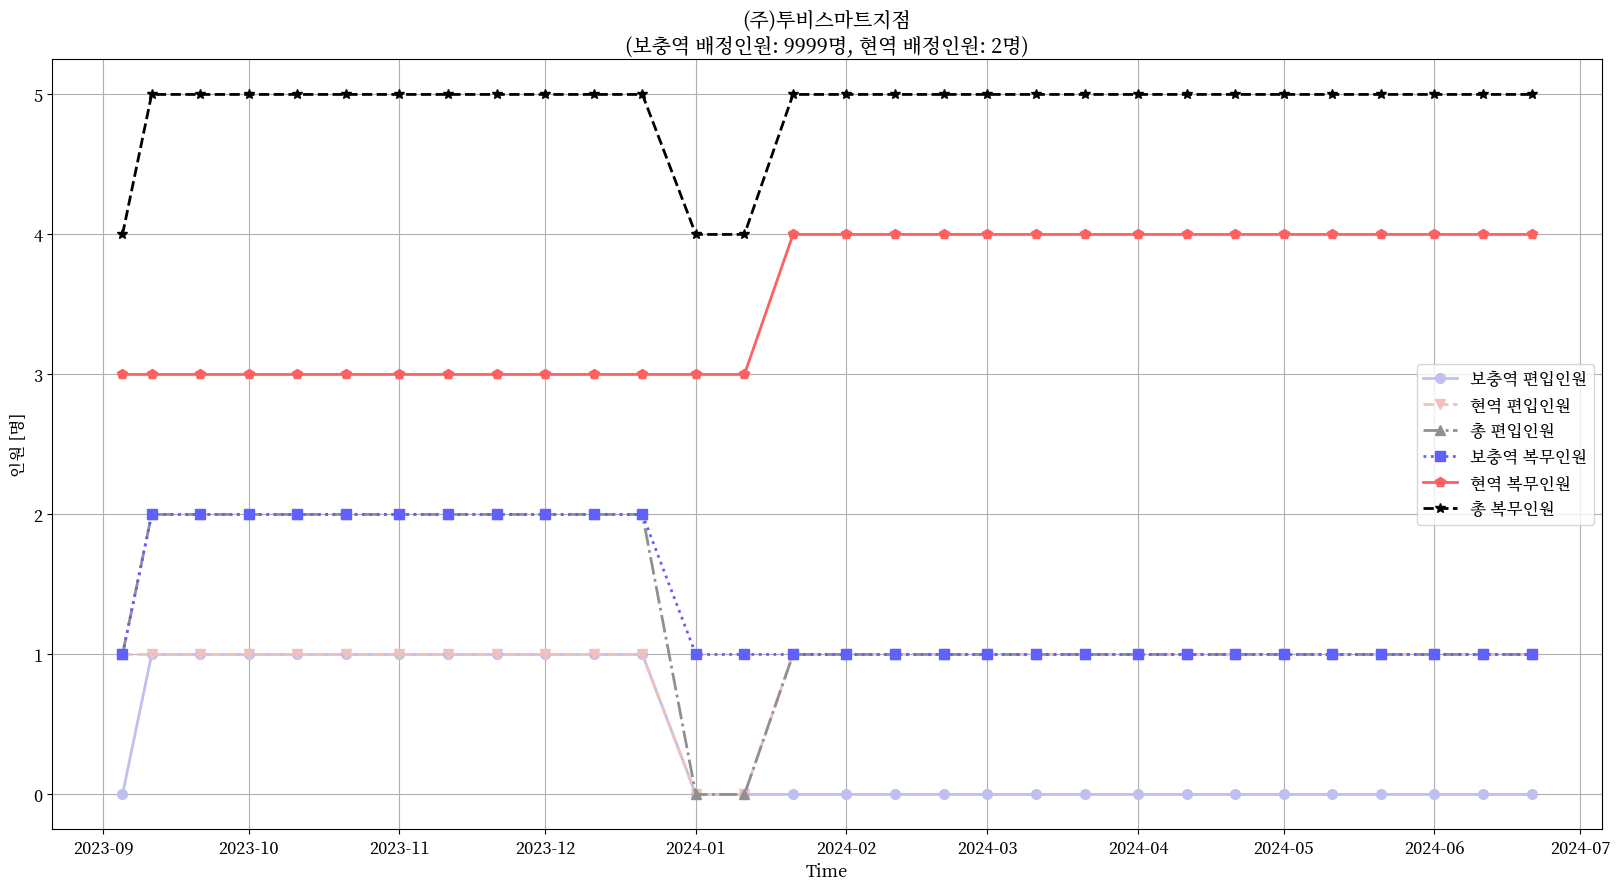 (주)투비스마트지점
(보충역 배정인원: 9999명, 현역 배정인원: 2명)
인원 [명]
5
4
3
2
1
0
보충역 편입인원
현역 편입인원
총 편입인원
보충역 복무인원
현역 복무인원
총 복무인원
2023-09
2023-10
2023-11
2023-12
2024-01
2024-02
2024-03
2024-04
2024-05
2024-06
2024-07
Time